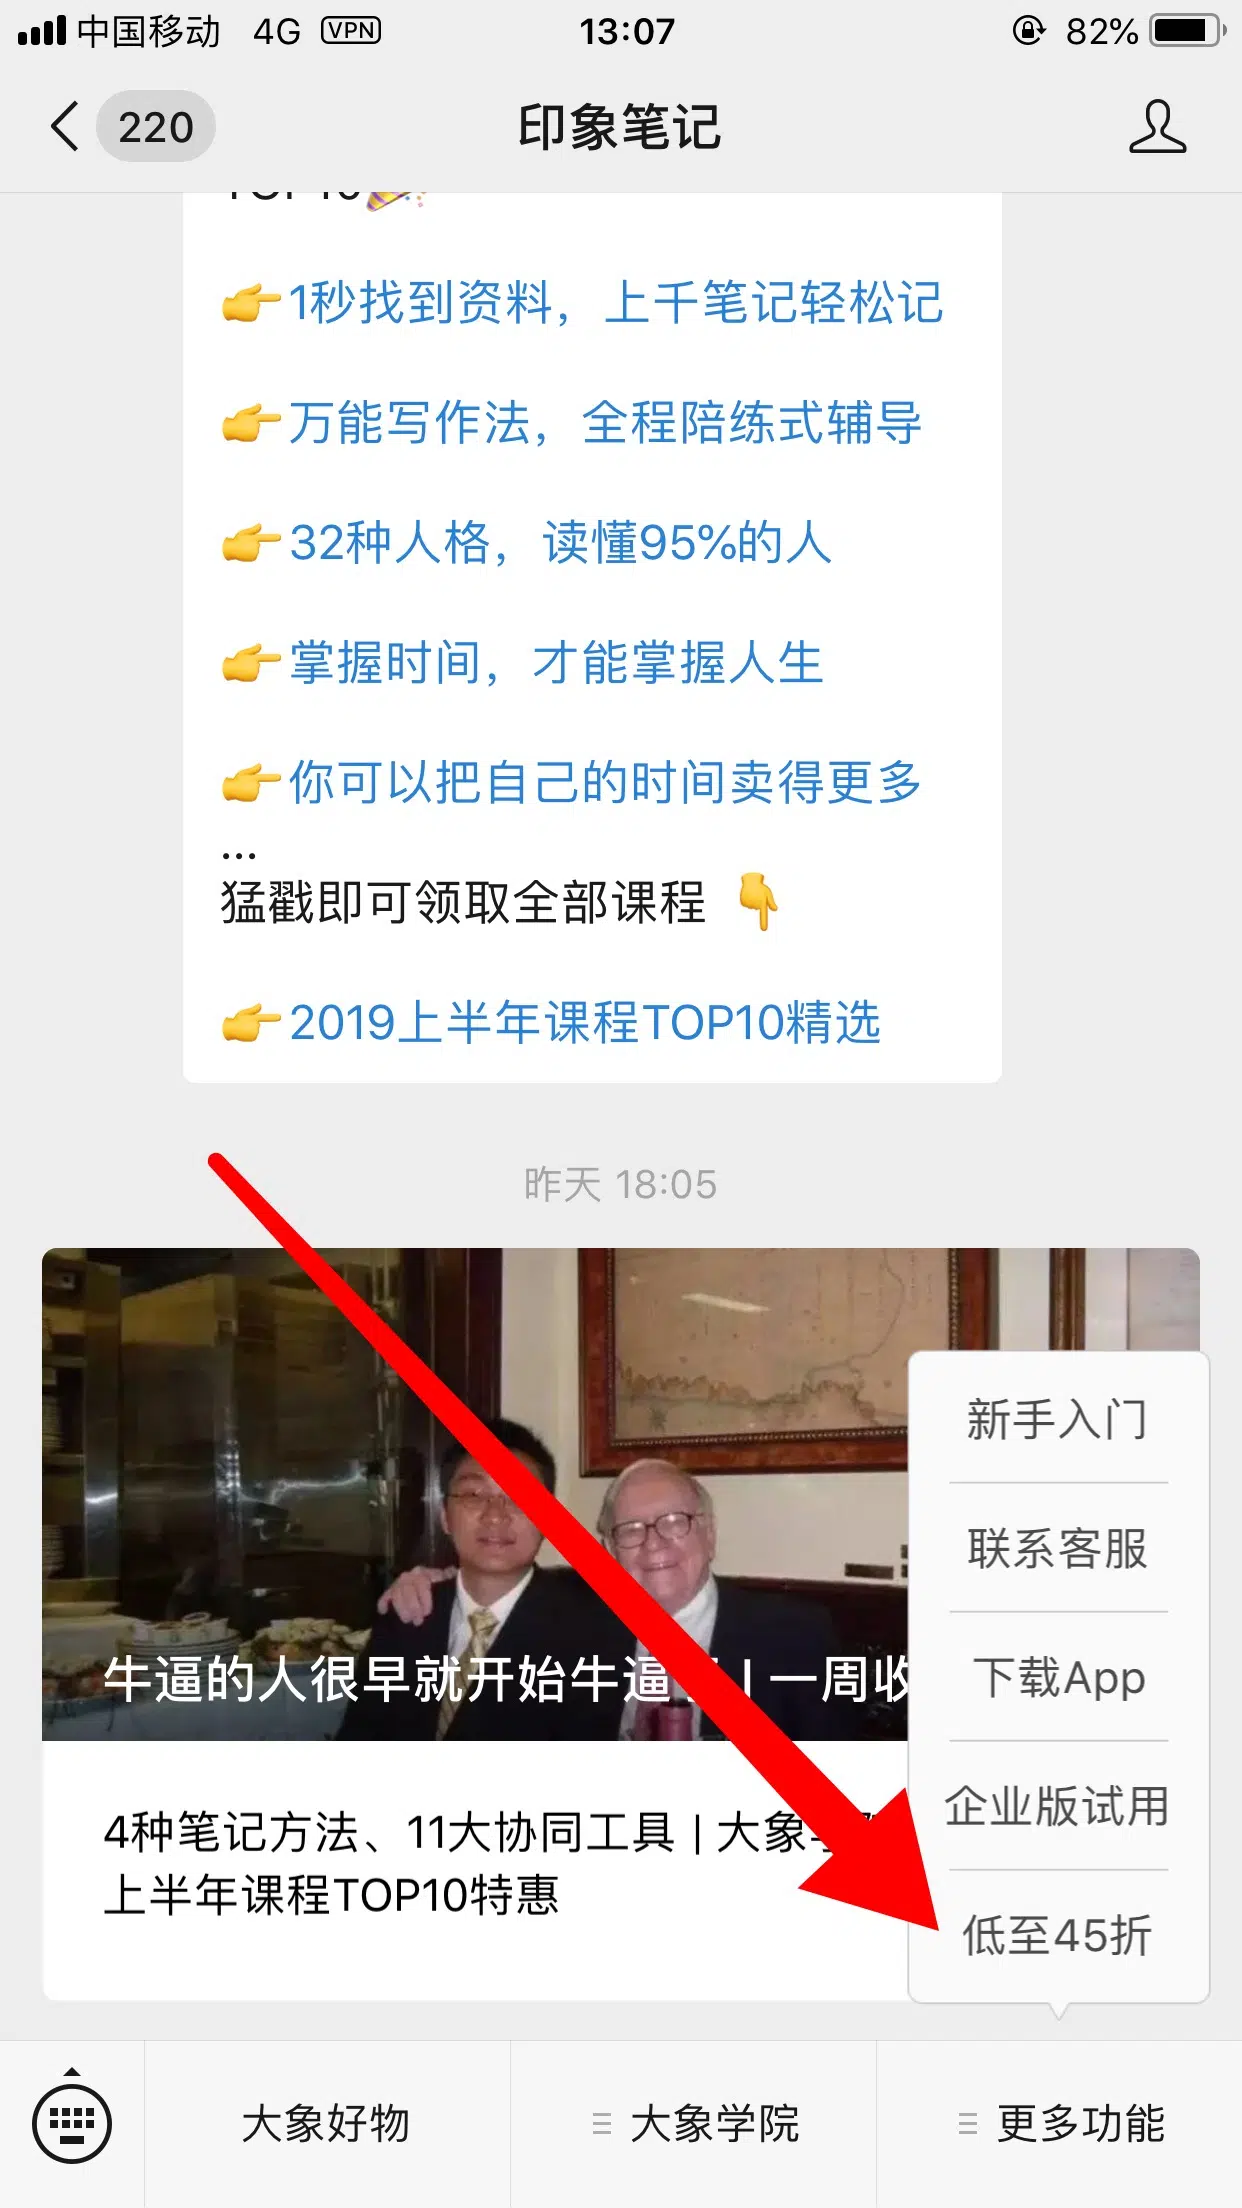 中国移动 4G VPN 13:07 82%
220 印象笔记
TOP 10
1秒找到资料，上千笔记轻松记
万能写作法，全程陪练式辅导
32种人格，读懂95%的人
掌握时间，才能掌握人生
你可以把自己的时间卖得更多
...
猛戳即可领取全部课程
2019上半年课程TOP10精选
昨天 18:05
牛逼的人很早就开始牛逼 | 一周收
4种笔记方法、11大协同工具 | 大象
上半年课程TOP10特惠
新手入门
联系客服
下载App
企业版试用
低至45折
大象好物
大象学院
更多功能